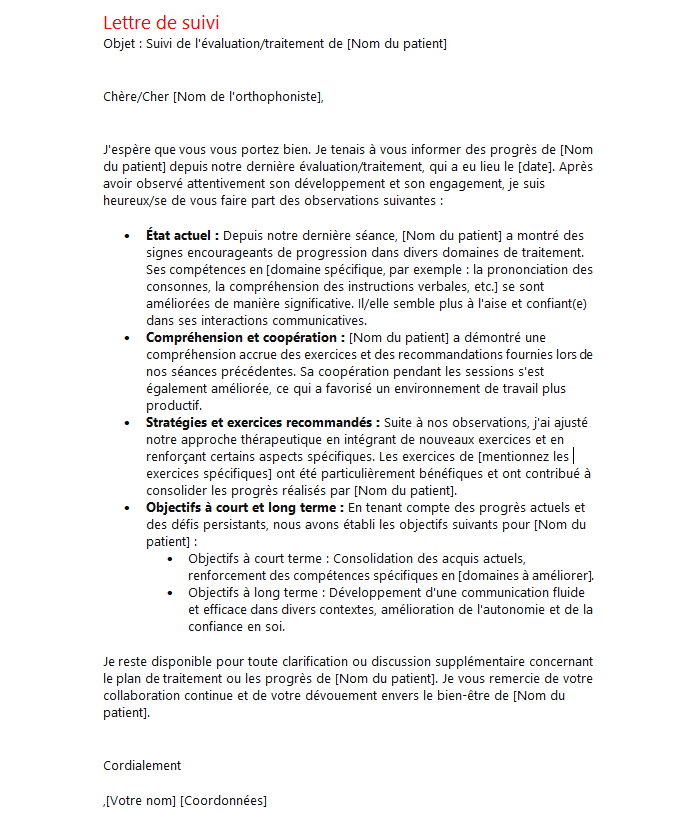 Lettre de suivi
Objet : Suivi de l'évaluation/traitement de [Nom du patient]
Chère/Cher [Nom de l'orthophoniste],
J'espère que vous vous portez bien. Je tenais à vous informer des progrès de [Nom
du patient] depuis notre dernière évaluation/traitement, qui a eu lieu le [date]. Après
avoir observé attentivement son développement et son engagement, je suis
heureux/se de vous faire part des observations suivantes :
• État actuel : Depuis notre dernière séance, [Nom du patient] a montré des
signes encourageants de progression dans divers domaines de traitement.
Ses compétences en [domaine spécifique, par exemple : la prononciation des
consonnes, la compréhension des instructions verbales, etc.] se sont
améliorées de manière significative. Il/elle semble plus à l'aise et confiant(e)
dans ses interactions communicatives.
• Compréhension et coopération : [Nom du patient] a démontré une
compréhension accrue des exercices et des recommandations fournies lors de
nos séances précédentes. Sa coopération pendant les sessions s'est
également améliorée, ce qui a favorisé un environnement de travail plus
productif.
• Stratégies et exercices recommandés : Suite à nos observations, j'ai ajusté
notre approche thérapeutique en intégrant de nouveaux exercices et en
renforçant certains aspects spécifiques. Les exercices de [mentionnez les
exercices spécifiques] ont été particulièrement bénéfiques et ont contribué à
consolider les progrès réalisés par [Nom du patient].
• Objectifs à court et long terme : En tenant compte des progrès actuels et
des défis persistants, nous avons établi les objectifs suivants pour [Nom du
patient] :
• Objectifs à court terme : Consolidation des acquis actuels,
renforcement des compétences spécifiques en [domaines à améliorer].
• Objectifs à long terme : Développement d'une communication fluide
et efficace dans divers contextes, amélioration de l'autonomie et de la
confiance en soi.
Je reste disponible pour toute clarification ou discussion supplémentaire concernant
le plan de traitement ou les progrès de [Nom du patient]. Je vous remercie de votre
collaboration continue et de votre dévouement envers le bien-être de [Nom du
patient].
Cordialement
,[Votre nom] [Coordonnées]